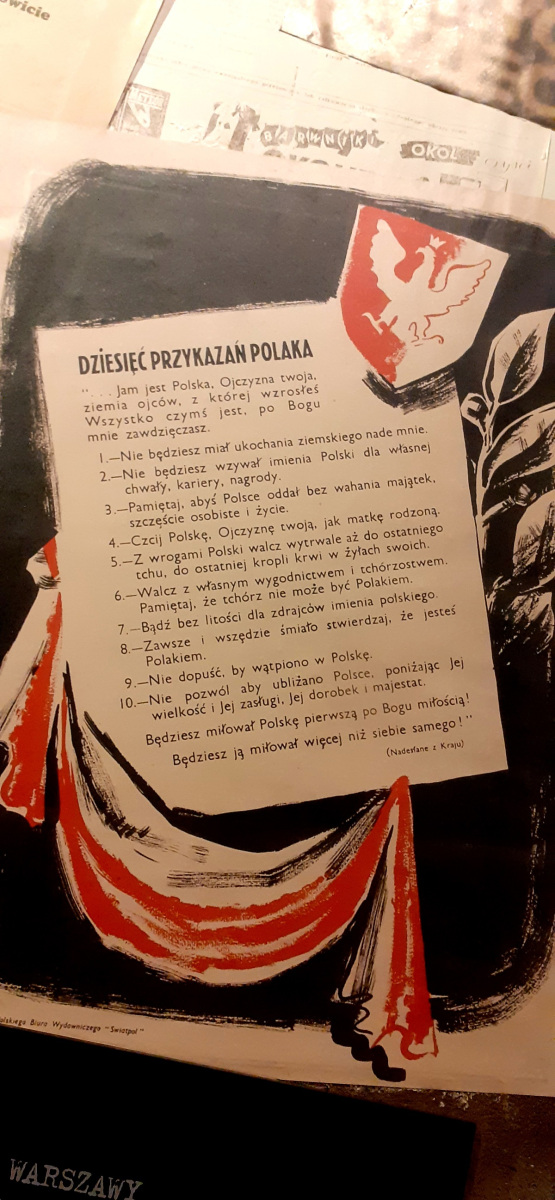 wicie
BARWNIKI
OKOL
DZIESIĘĆ PRZYKAZAŃ POLAKA
"... Jam jest Polska, Ojczyzna twoja,
ziemia ojców, z której wzrosłeś
Wszystko czymś jest, po Bogu
mnie zawdzięczasz.
1.—Nie będziesz miał ukochania ziemskiego nade mnie.
2.—Nie będziesz wzywał imienia Polski dla własnej
chwały, kariery, nagrody.
3.—Pamiętaj, abyś Polsce oddał bez wahania majątek,
szczęście osobiste i życie.
4.—Czcij Polskę, Ojczyznę twoją, jak matkę rodzoną.
5.—Z wrogami Polski walcz wytrwale aż do ostatniego
tchu, do ostatniej kropli krwi w żyłach swoich.
6.—Walcz z własnym wygodnictwem i tchórzostwem.
Pamiętaj, że tchórz nie może być Polakiem.
7.—Bądź bez litości dla zdrajców imienia polskiego.
8.—Zawsze i wszędzie śmiało stwierdzaj, że jesteś
Polakiem.
9.—Nie dopuść, by wątpiono w Polskę.
10.—Nie pozwól aby ubliżano Polsce, poniżając Jej
wielkość i Jej zasługi, Jej dorobek i majestat.
Będziesz miłował Polskę pierwszą po Bogu miłością!
Będziesz ją miłował więcej niż siebie samego!"
(Nadesłane z Kraju)
olskiego Biura Wydawniczego "Swiatpol"
WARSZAWY